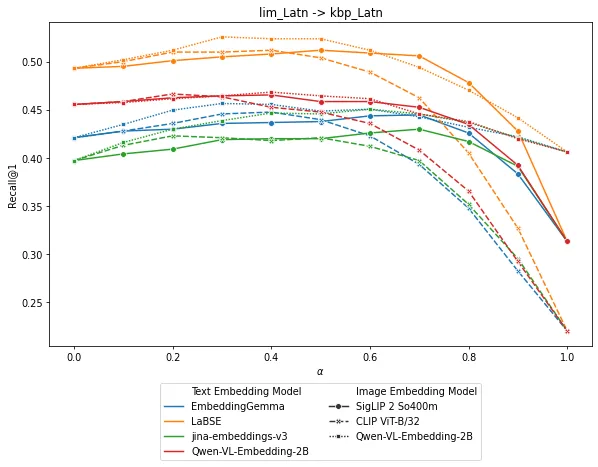 lim_Latn -> kbp_Latn
Recall@1
0.50
0.45
0.40
0.35
0.30
0.25
0.0 0.2 0.4 0.6 0.8 1.0
α
Text Embedding Model
EmbeddingGemma
LaBSE
jina-embeddings-v3
Qwen-VL-Embedding-2B
Image Embedding Model
SigLIP 2 So400m
CLIP ViT-B/32
Qwen-VL-Embedding-2B